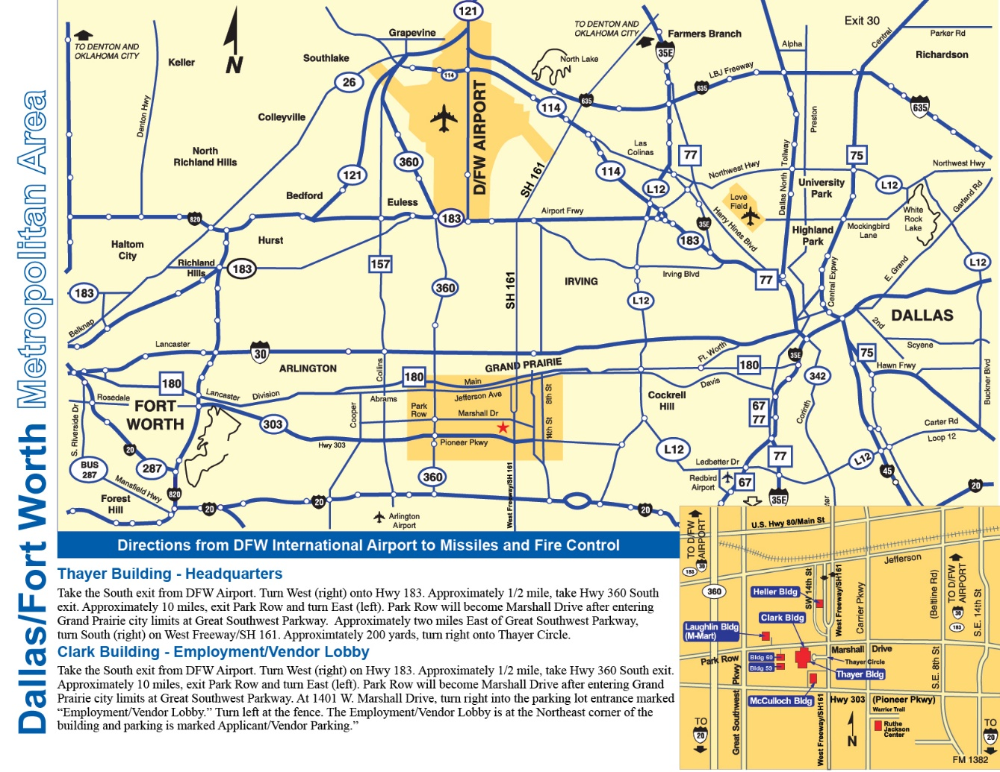 Dallas/Fort Worth Metropolitan Area
121
Exit 30
Grapevine
TO DENTON AND
OKLAHOMA CITY
Farmers Branch
Parker Rd
Central
TO DENTON AND
OKLAHOMA CITY
Alpha
Richardson
Southlake
Keller
North Lake
35E
LBJ Freeway
N
26
114
635
635
635
114
D/FW AIRPORT
Denton Hwy
Colleyville
Preston
North
Richland Hills
Las
Colinas
77
Dallas North Tollway
75
360
SH 161
114
Northwest Hwy
Northwest Hwy
121
L12
University
Park
L12
Garland Rd
Bedford
Euless
Love
Field
White
Rock
Lake
820
183
Airport Frwy
35E
Harry Hines Blvd
Mockingbird
Lane
Highland
Park
Haltom
City
Hurst
183
Richland
Hills
183
157
L12
E. Grand
Irving Blvd
77
Central Expwy
360
SH 161
IRVING
183
L12
DALLAS
Belknap
2nd
Lancaster
30
Scyene
Ft. Worth
35E
75
ARLINGTON
GRAND PRAIRIE
180
Hawn Frwy
Collins
180
342
Buckner Blvd
180
Main
Davis
Rosedale
Lancaster
Division
Abrams
Jefferson Ave
8th St
Cockrell
Hill
FORT
WORTH
Cooper
Park
Row
Marshall Dr
67
77
Corinth
303
14th St
Carter Rd
S. Riverside Dr
Hwy 303
Pioneer Pkwy
Loop 12
20
L12
77
L12
BUS
287
287
Ledbetter Dr
45
Mansfield Hwy
360
West Freeway/SH 161
Redbird
Airport
67
20
Forest
Hill
820
35E
20
20
20
Arlington
Airport
Directions from DFW International Airport to Missiles and Fire Control
Thayer Building - Headquarters
Take the South exit from DFW Airport. Turn West (right) onto Hwy 183. Approximately 1/2 mile, take Hwy 360 South
exit. Approximately 10 miles, exit Park Row and turn East (left). Park Row will become Marshall Drive after entering
Grand Prairie city limits at Great Southwest Parkway.  Approximately two miles East of Great Southwest Parkway,
turn South (right) on West Freeway/SH 161. Approximtately 200 yards, turn right onto Thayer Circle.
Clark Building - Employment/Vendor Lobby
Take the South exit from DFW Airport. Turn West (right) on Hwy 183. Approximately 1/2 mile, take Hwy 360 South exit.
Approximately 10 miles, exit Park Row and turn East (left). Park Row will become Marshall Drive after entering Grand
Prairie city limits at Great Southwest Parkway. At 1401 W. Marshall Drive, turn right into the parking lot entrance marked
“Employment/Vendor Lobby.” Turn left at the fence. The Employment/Vendor Lobby is at the Northeast corner of the
building and parking is marked Applicant/Vendor Parking.”
TO D/FW
AIRPORT
183
30
U.S. Hwy 80/Main St
Jefferson
360
SW 14th St
West Freeway/SH161
Carrier Pkwy
(Beltline Rd)
TO D/FW
AIRPORT
30
183
S.E. 14th St
Heller Bldg
Clark Bldg
Laughlin Bldg
(M-Mart)
Marshall Drive
Park Row
Bldg 60
Bldg 59
Thayer Circle
Thayer Bldg
S.E. 8th St
McCulloch Bldg
Hwy 303 (Pioneer Pkwy)
Great Southwest Pkwy
West Freeway/SH161
Warrior Trail
N
Ruthe
Jackson
Center
TO
20
TO
20
FM 1382